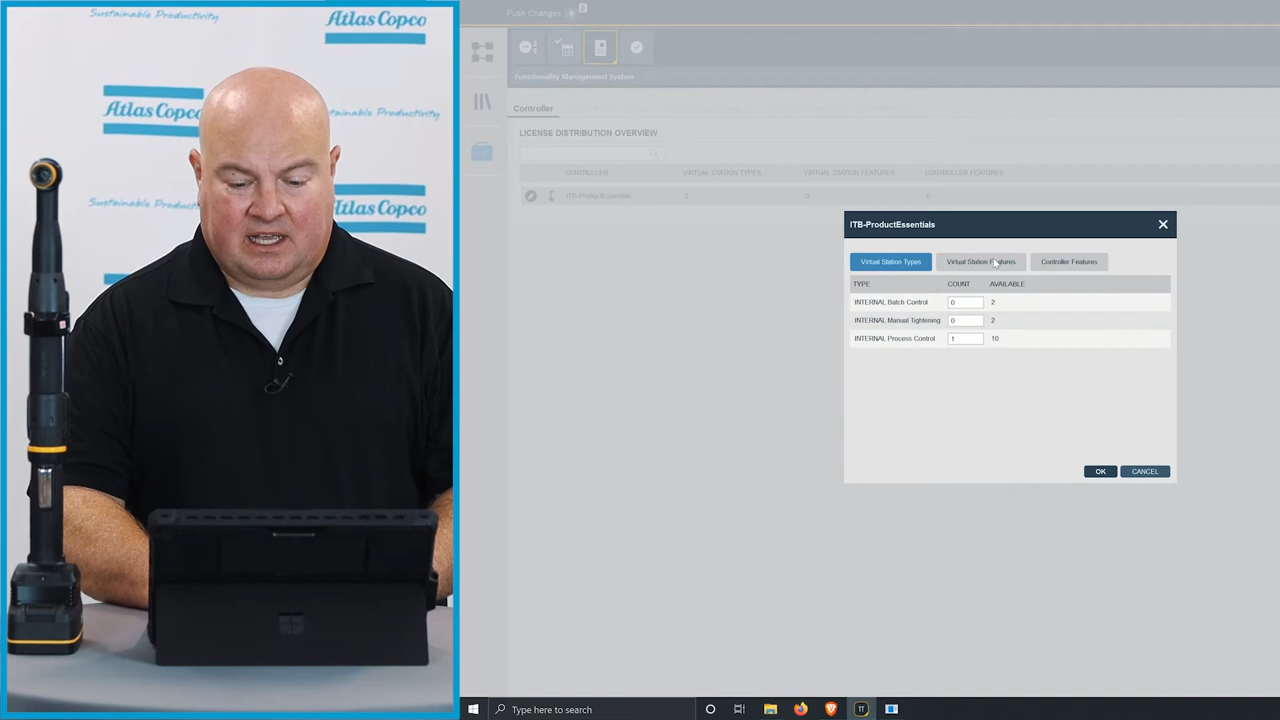 Sustainable Productivity
Atlas Copco
Atlas Copco
Sustainable Product
Atlas Copco
Push Changes
Functionality Management System
Controller
LICENSE DISTRIBUTION OVERVIEW
CONTROLLER VIRTUAL STATION TYPES VIRTUAL STATION FEATURES CONTROLLER FEATURES
ITB-ProductEssentials 0 0 0
ITB-ProductEssentials
Virtual Station Types Virtual Station Features Controller Features
TYPE COUNT AVAILABLE
INTERNAL Batch Control 0 2
INTERNAL Manual Tightening 0 2
INTERNAL Process Control 1 10
OK CANCEL
Type here to search